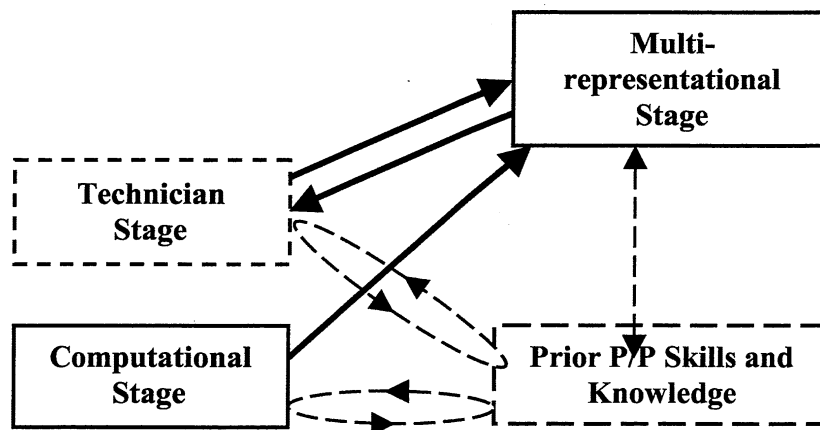 Multi-
representational
Stage
Technician
Stage
Computational
Stage
Prior P/P Skills and
Knowledge